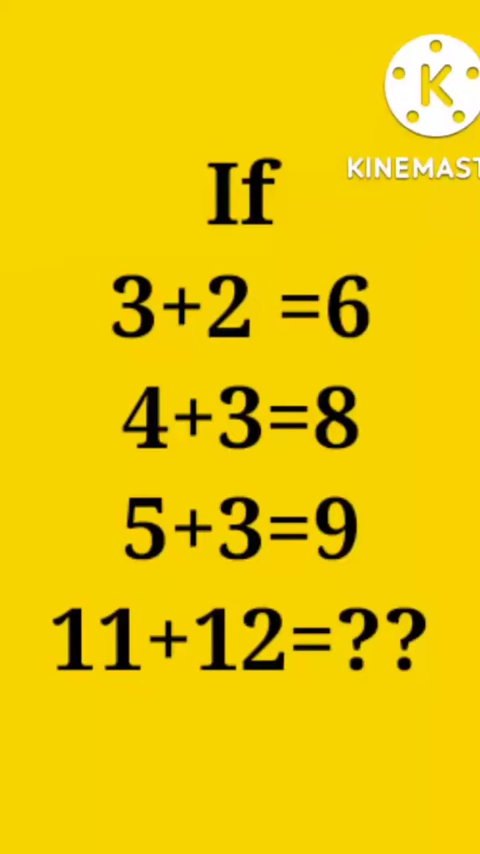 K
KINEMAST
If
3+2 =6
4+3=8
5+3=9
11+12=??